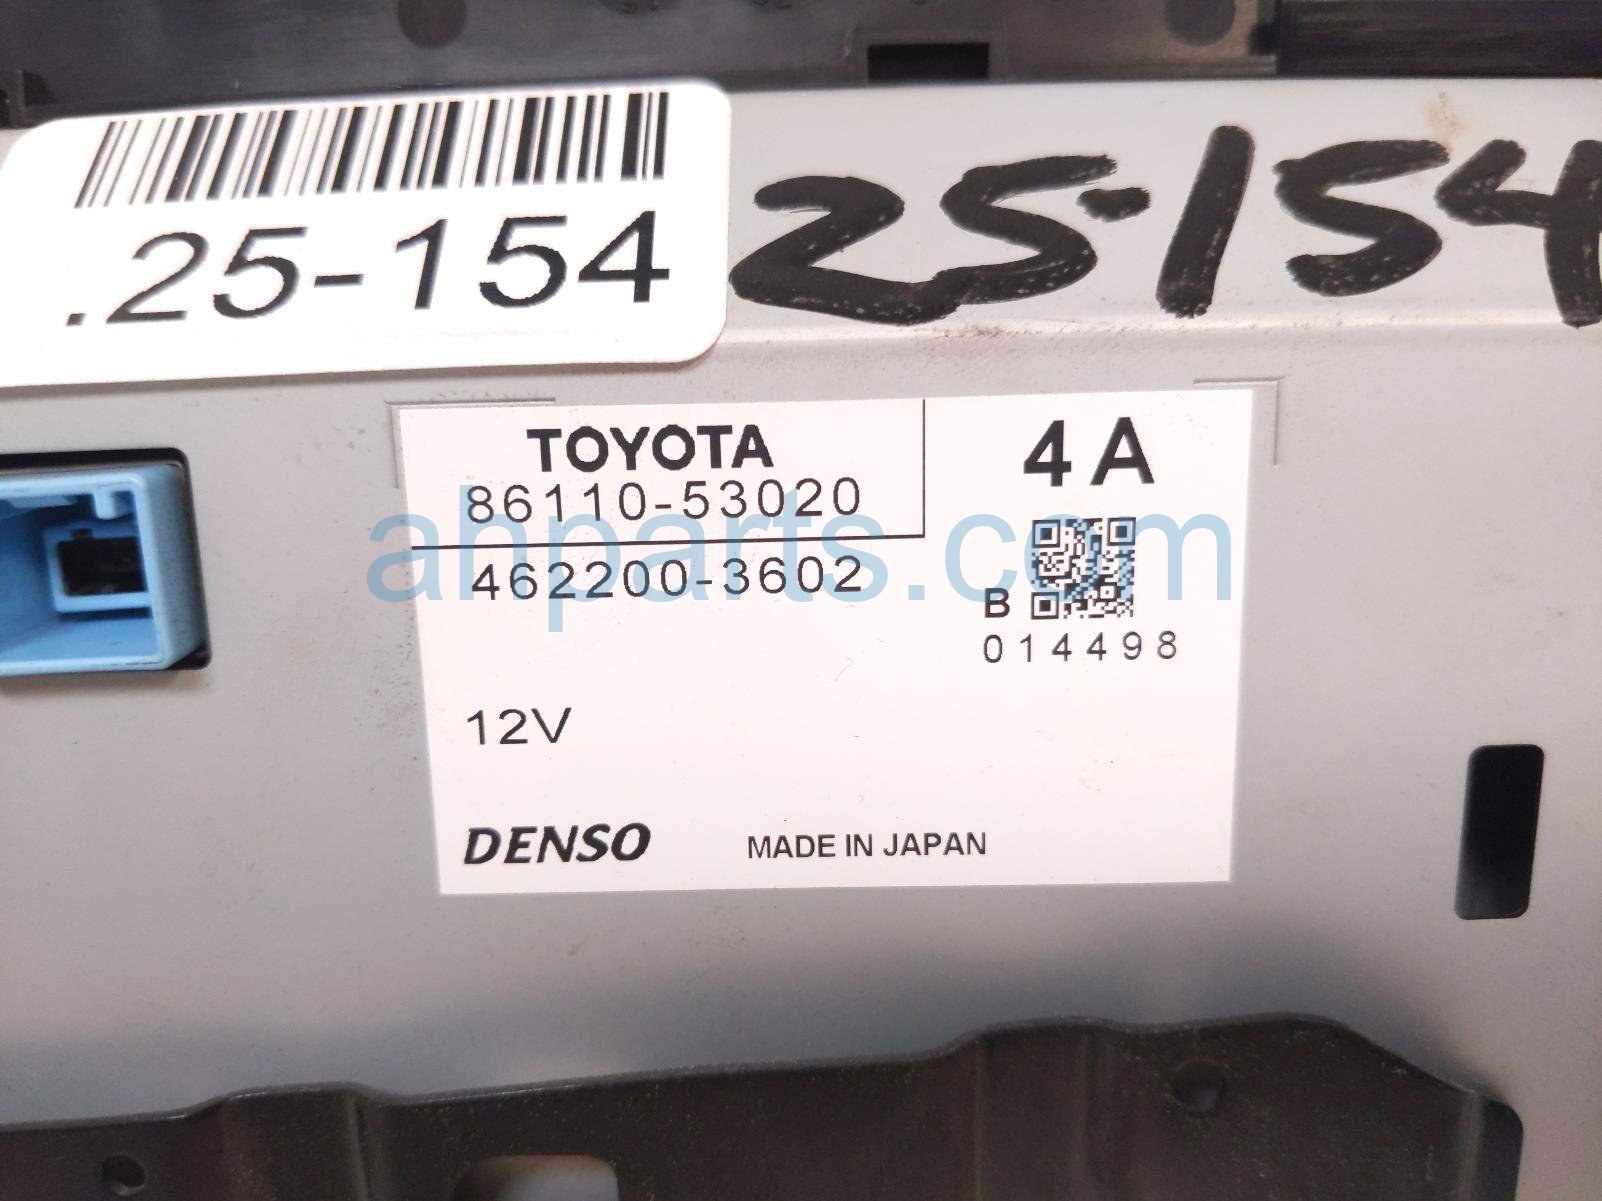 .25-154
25-154
TOYOTA
86110-53020
4A
462200-3602
B
014498
12V
DENSO
MADE IN JAPAN
ahparts.com